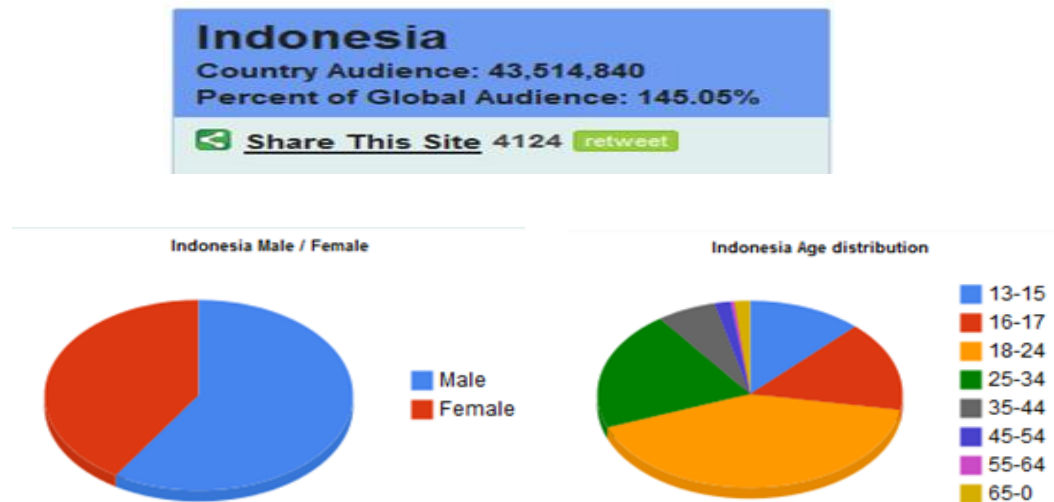 Indonesia
Country Audience: 43,514,840
Percent of Global Audience: 145.05%
Share This Site 4124 retweet
Indonesia Male / Female
Male
Female
Indonesia Age distribution
13-15
16-17
18-24
25-34
35-44
45-54
55-64
65-0